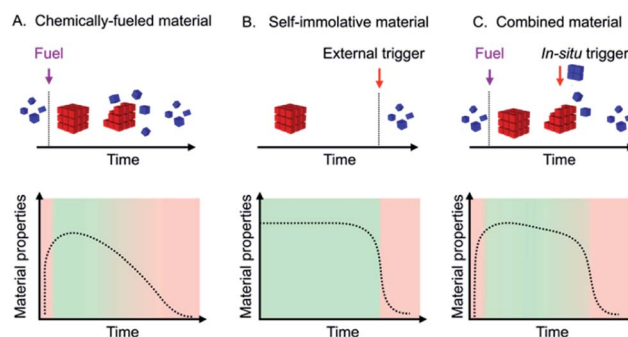 A. Chemically-fueled material
B. Self-immolative material
C. Combined material
Fuel
External trigger
Fuel
In-situ trigger
Time
Time
Time
Material properties
Material properties
Material properties
Time
Time
Time